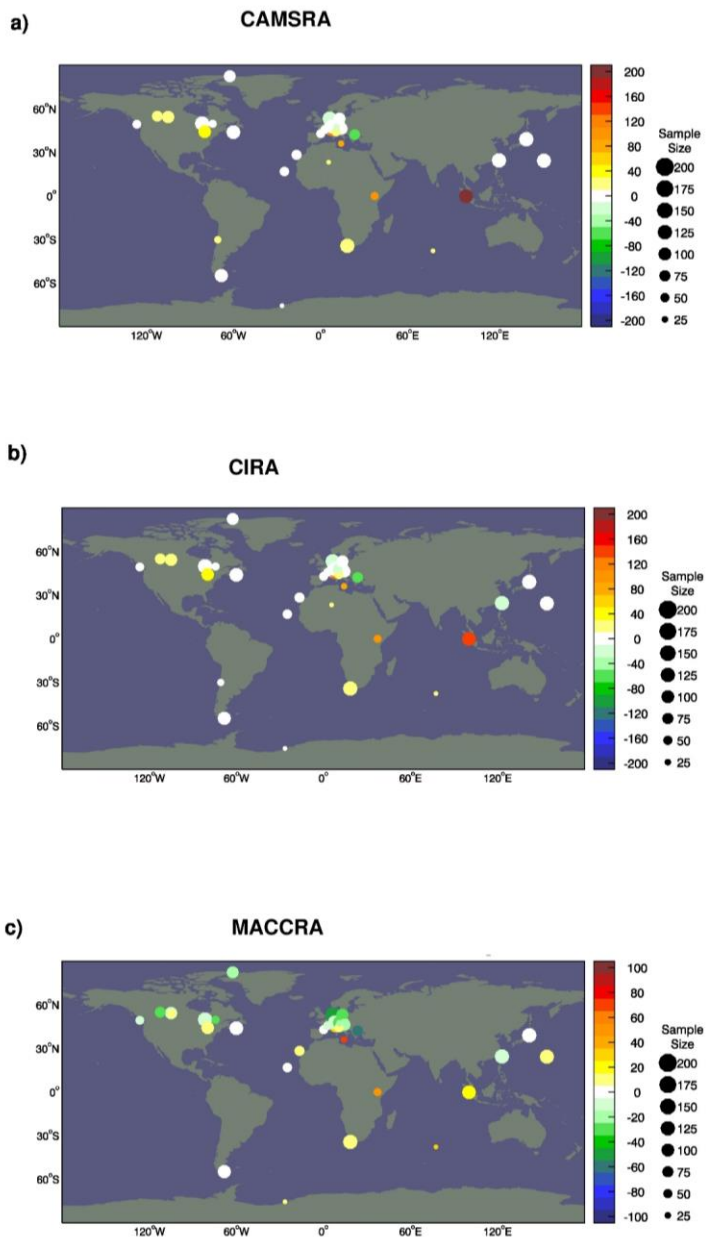 a)
CAMSRA
60°N
30°N
0°
30°S
60°S
120°W 60°W 0° 60°E 120°E
200
160
120
80
40
0
-40
-80
-120
-160
-200
Sample
Size
200
175
150
125
100
75
50
25
b)
CIRA
60°N
30°N
0°
30°S
60°S
120°W 60°W 0° 60°E 120°E
200
160
120
80
40
0
-40
-80
-120
-160
-200
Sample
Size
200
175
150
125
100
75
50
25
c)
MACCRA
60°N
30°N
0°
30°S
60°S
120°W 60°W 0° 60°E 120°E
100
80
60
40
20
0
-20
-40
-60
-80
-100
Sample
Size
200
175
150
125
100
75
50
25